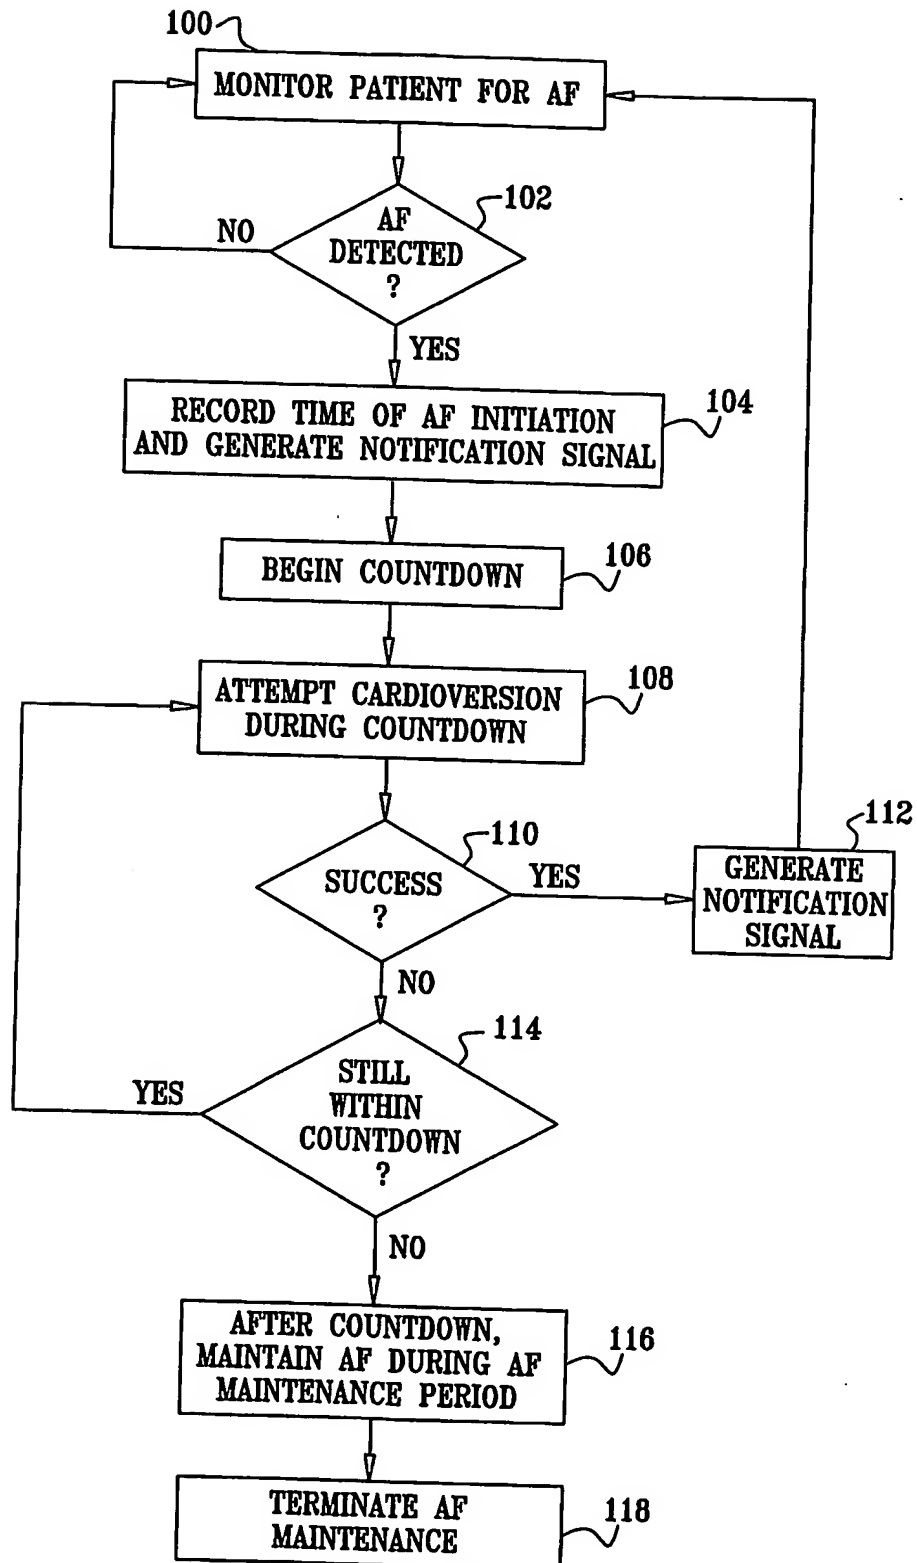 100
MONITOR PATIENT FOR AF
102
AF
DETECTED
?
NO
YES
104
RECORD TIME OF AF INITIATION
AND GENERATE NOTIFICATION SIGNAL
106
BEGIN COUNTDOWN
108
ATTEMPT CARDIOVERSION
DURING COUNTDOWN
110
SUCCESS
?
YES
112
GENERATE
NOTIFICATION
SIGNAL
NO
114
STILL
WITHIN
COUNTDOWN
?
YES
NO
116
AFTER COUNTDOWN,
MAINTAIN AF DURING AF
MAINTENANCE PERIOD
118
TERMINATE AF
MAINTENANCE